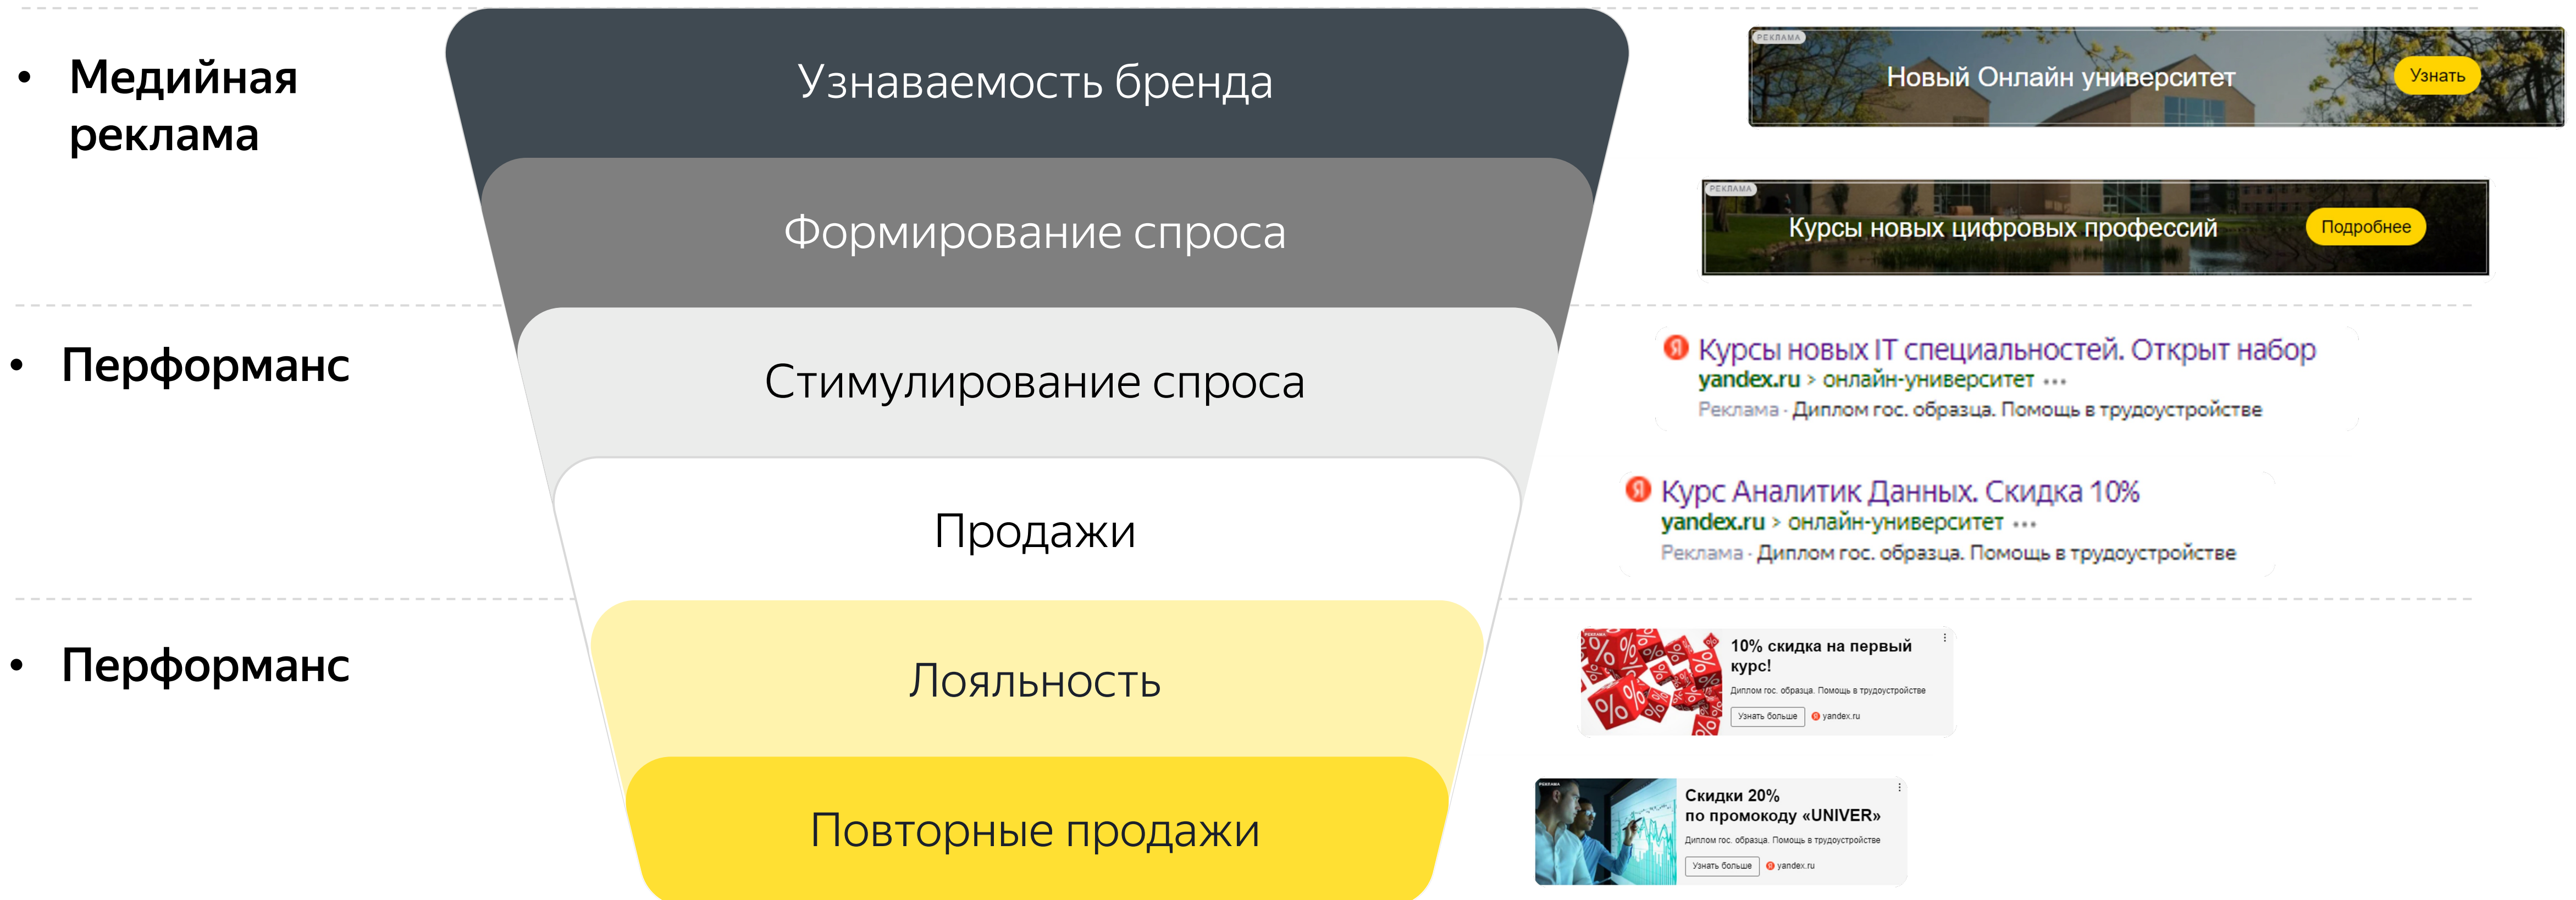 • Медийная
реклама
Узнаваемость бренда
РЕКЛАМА
Новый Онлайн университет
Узнать
Формирование спроса
РЕКЛАМА
Курсы новых цифровых профессий
Подробнее
• Перформанс
Стимулирование спроса
Я Курсы новых IT специальностей. Открыт набор
yandex.ru > онлайн-университет •••
Реклама · Диплом гос. образца. Помощь в трудоустройстве
Продажи
Я Курс Аналитик Данных. Скидка 10%
yandex.ru > онлайн-университет •••
Реклама · Диплом гос. образца. Помощь в трудоустройстве
• Перформанс
Лояльность
РЕКЛАМА
10% скидка на первый
курс!
Диплом гос. образца. Помощь в трудоустройстве
Узнать больше
Я yandex.ru
Повторные продажи
РЕКЛАМА
Скидки 20%
по промокоду «UNIVER»
Диплом гос. образца. Помощь в трудоустройстве
Узнать больше
Я yandex.ru